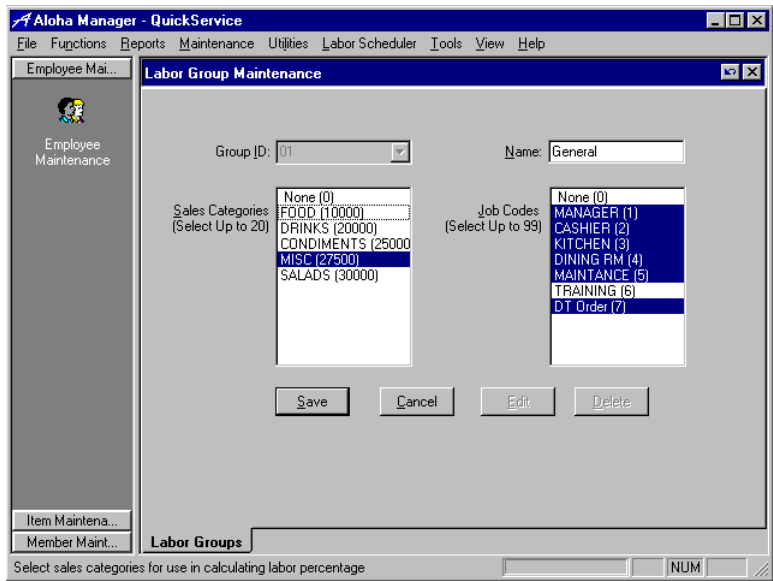 Aloha Manager - QuickService
File Functions Reports Maintenance Utilities Labor Scheduler Tools View Help
Employee Mai...
Labor Group Maintenance
Employee
Maintenance
Group ID: 01
Name: General
Sales Categories
(Select Up to 20)
None (0)
FOOD (10000)
DRINKS (20000)
CONDIMENTS (25000
MISC (27500)
SALADS (30000)
Job Codes
(Select Up to 99)
None (0)
MANAGER (1)
CASHIER (2)
KITCHEN (3)
DINING RM (4)
MAINTANCE (5)
TRAINING (6)
DT Order (7)
Save Cancel Edit Delete
Item Maintena...
Member Maint...
Labor Groups
Select sales categories for use in calculating labor percentage
NUM